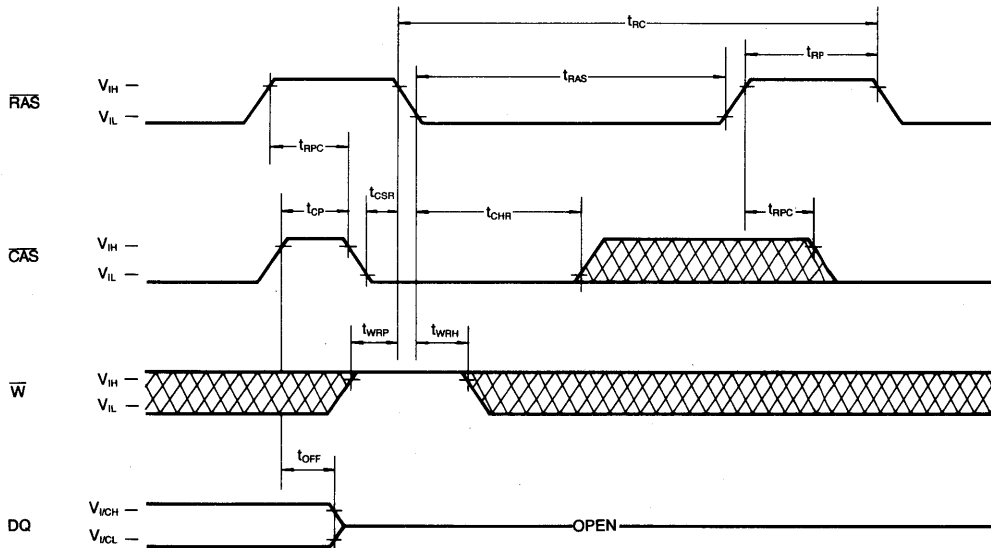 tRC
tRP
tRAS
RAS
VIH
VIL
tRPC
tCP
tCSR
tCHR
tRPC
CAS
VIH
VIL
tWRP
tWRH
W
VIH
VIL
tOFF
DQ
VI/CH
VI/CL
OPEN